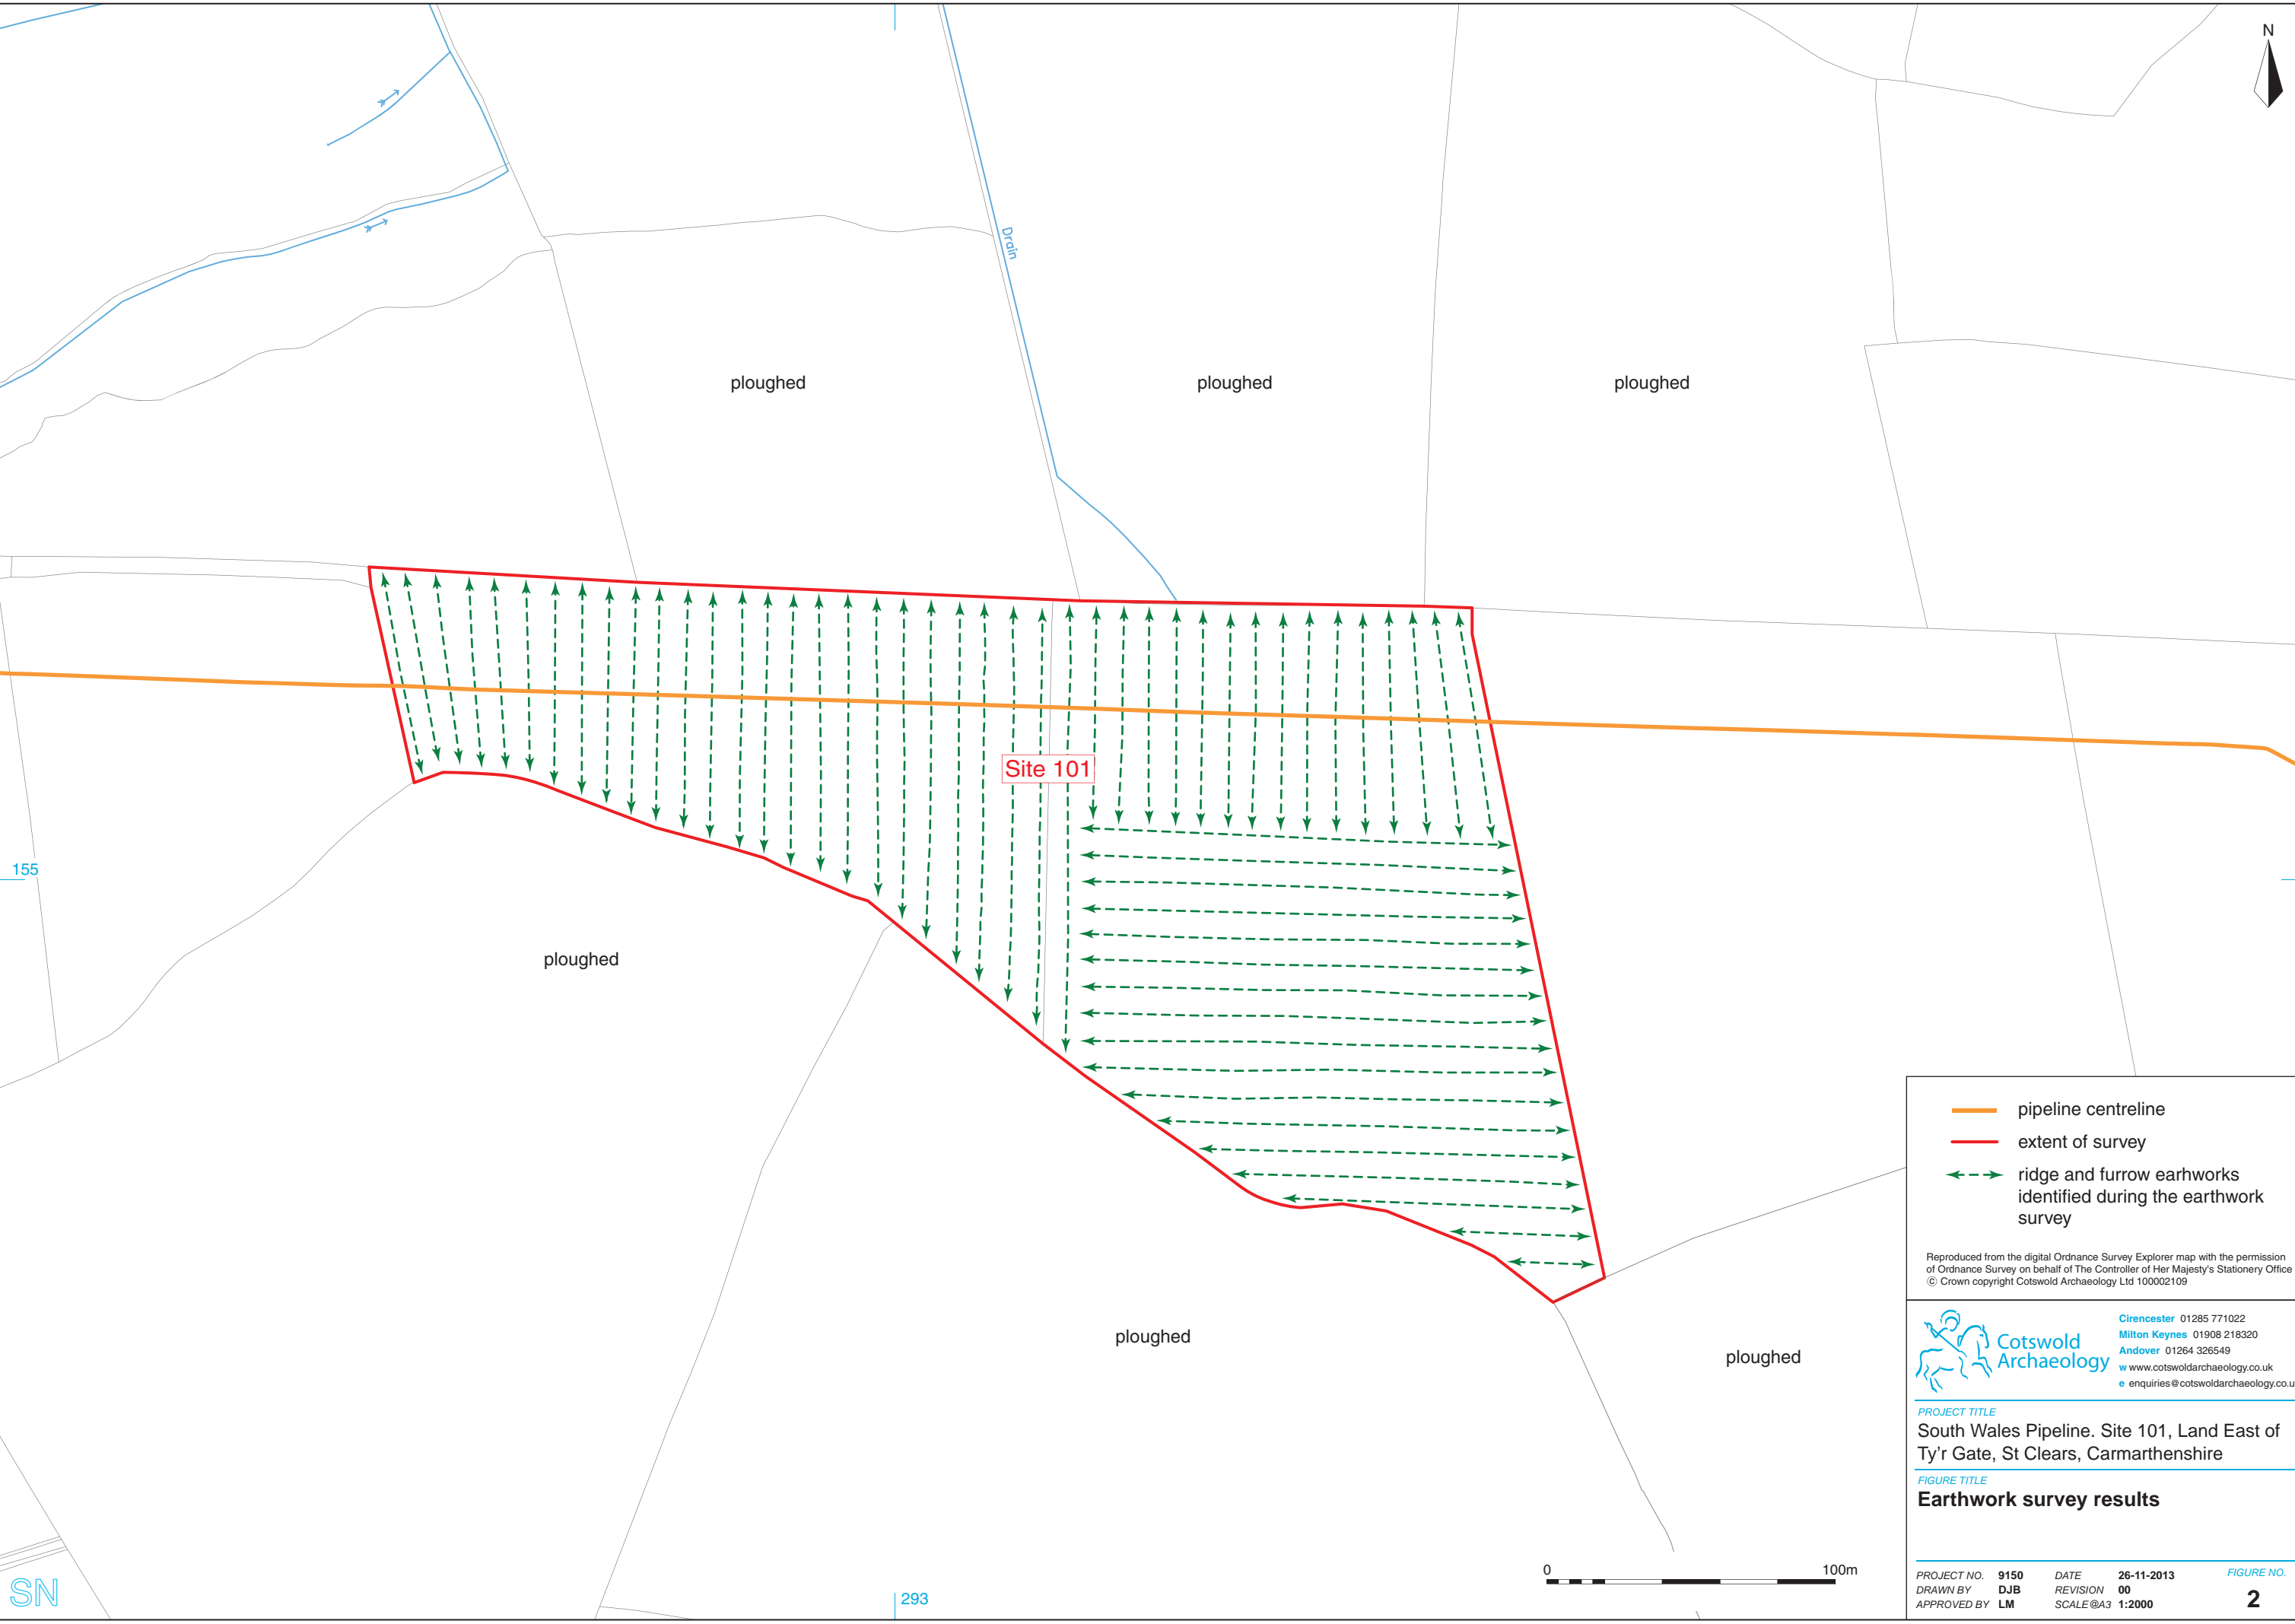 N
Drain
ploughed
ploughed
ploughed
Site 101
155
ploughed
ploughed
ploughed
SN
293
0
100m
pipeline centreline
extent of survey
ridge and furrow earhworks
identified during the earthwork
survey
Reproduced from the digital Ordnance Survey Explorer map with the permission
of Ordnance Survey on behalf of The Controller of Her Majesty's Stationery Office
© Crown copyright Cotswold Archaeology Ltd 100002109
Cotswold
Archaeology
Cirencester 01285 771022
Milton Keynes 01908 218320
Andover 01264 326549
w www.cotswoldarchaeology.co.uk
e enquiries@cotswoldarchaeology.co.u
PROJECT TITLE
South Wales Pipeline. Site 101, Land East of
Ty’r Gate, St Clears, Carmarthenshire
FIGURE TITLE
Earthwork survey results
PROJECT NO. 9150 DATE 26-11-2013 FIGURE NO.
DRAWN BY DJB REVISION 00
APPROVED BY LM SCALE@A3 1:2000 2